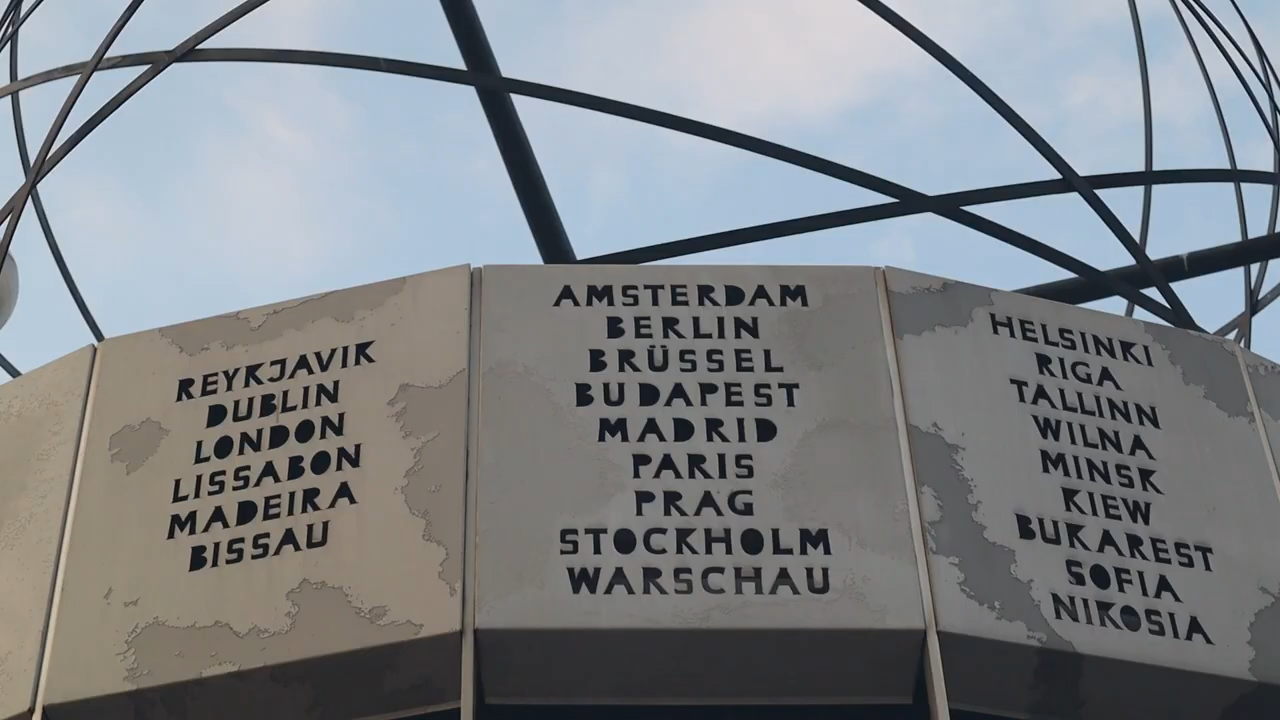 REYKJAVIK
DUBLIN
LONDON
LISSABON
MADEIRA
BISSAU
AMSTERDAM
BERLIN
BRÜSSEL
BUDAPEST
MADRID
PARIS
PRAG
STOCKHOLM
WARSCHAU
HELSINKI
RIGA
TALLINN
WILNA
MINSK
KIEW
BUKAREST
SOFIA
NIKOSIA